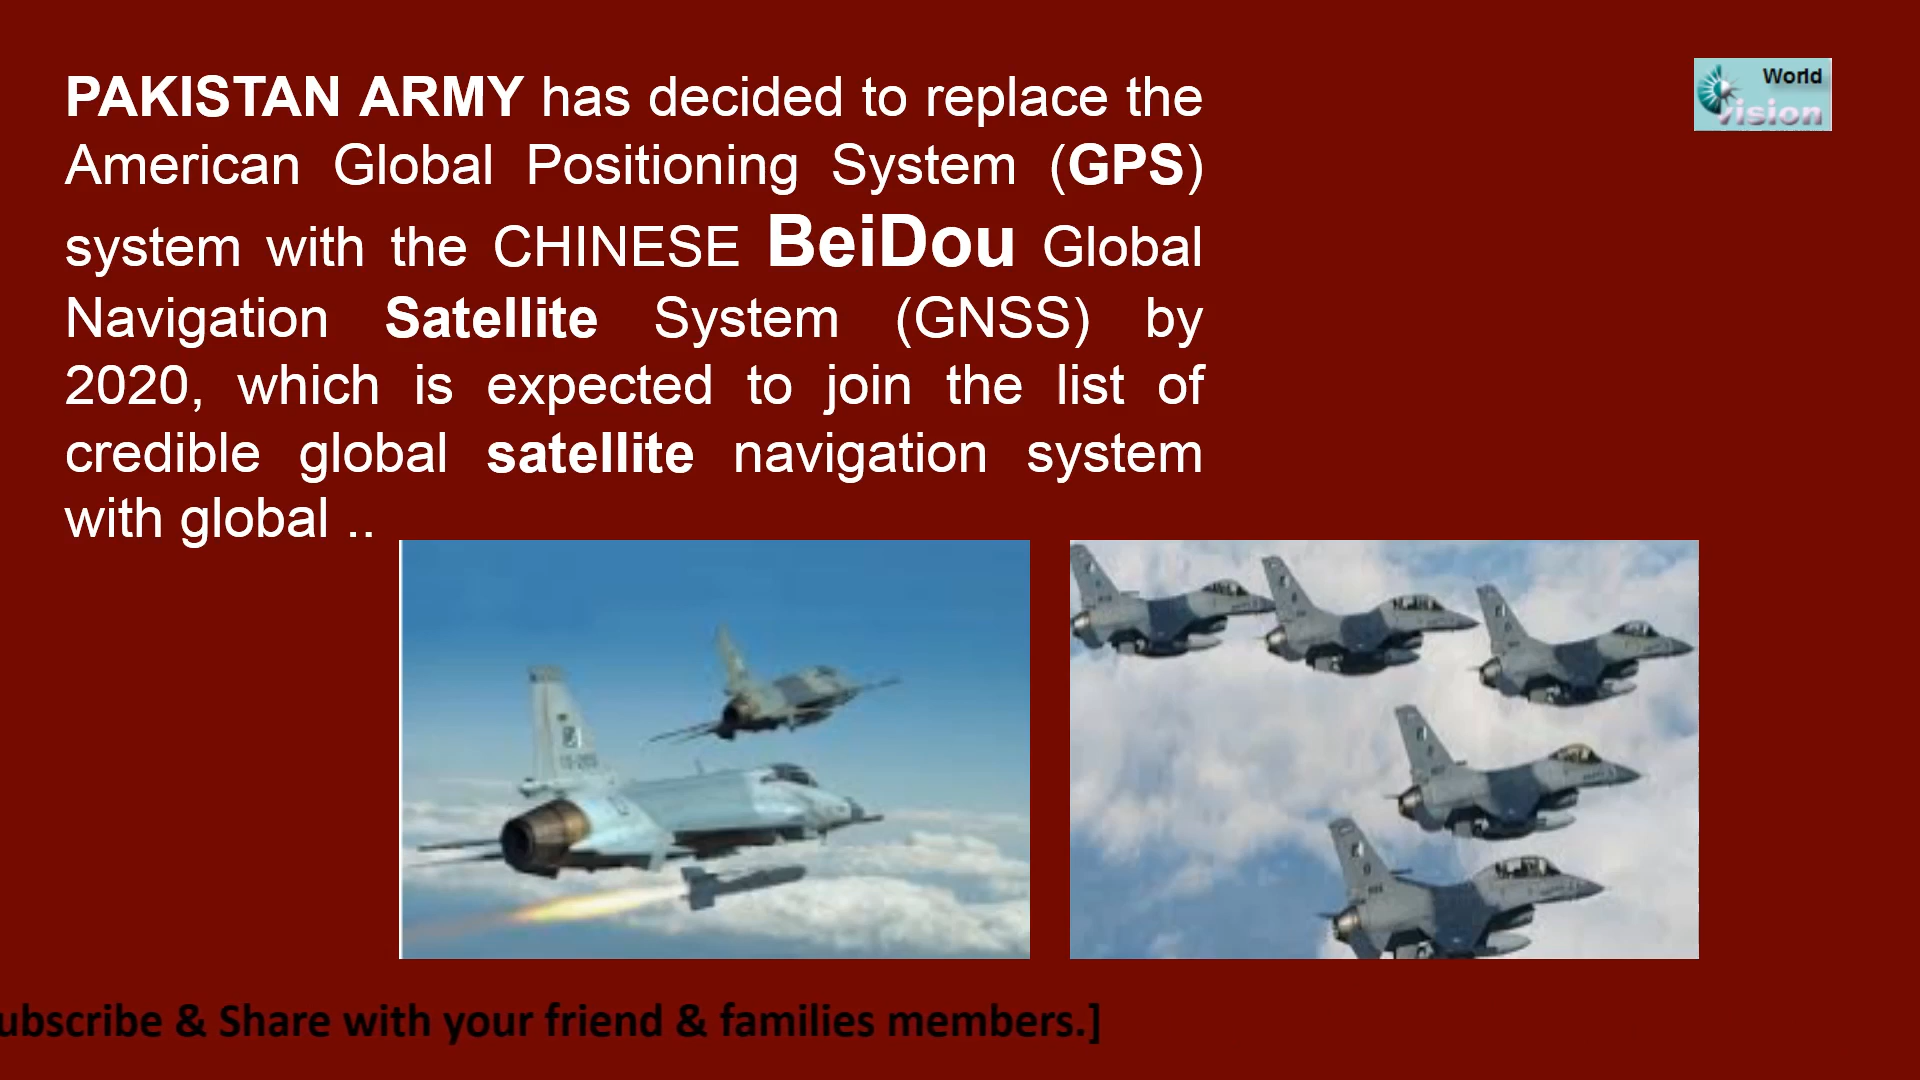 PAKISTAN ARMY has decided to replace the
American Global Positioning System (GPS)
system with the CHINESE BeiDou Global
Navigation Satellite System (GNSS) by
2020, which is expected to join the list of
credible global satellite navigation system
with global ..
World
vision
ubscribe & Share with your friend & families members.]